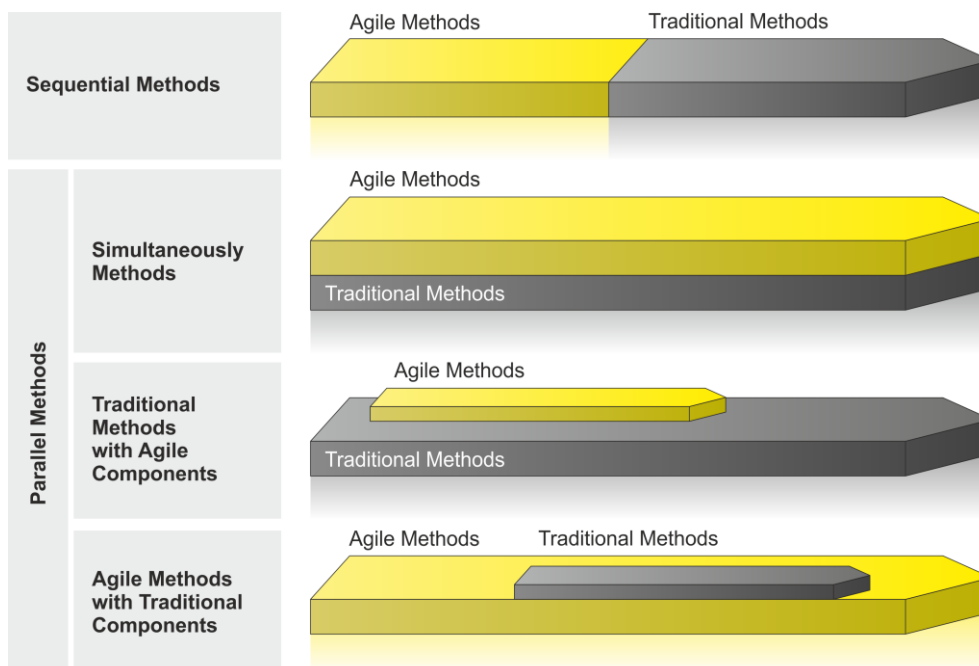 Agile Methods
Traditional Methods
Sequential Methods
Parallel Methods
Agile Methods
Simultaneously
Methods
Traditional Methods
Agile Methods
Traditional
Methods
with Agile
Components
Traditional Methods
Agile Methods
Traditional Methods
Agile Methods
with Traditional
Components